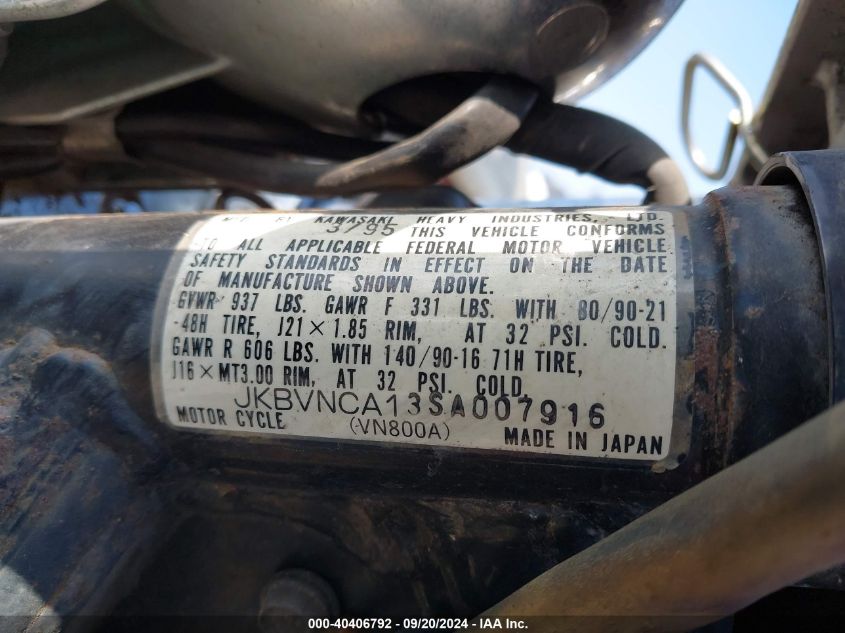 MFD. BY KAWASAKI HEAVY INDUSTRIES, LTD.
3/95 THIS VEHICLE CONFORMS
TO ALL APPLICABLE FEDERAL MOTOR VEHICLE
SAFETY STANDARDS IN EFFECT ON THE DATE
OF MANUFACTURE SHOWN ABOVE.
GVWR 937 LBS. GAWR F 331 LBS. WITH 80/90-21
-48H TIRE, J21×1.85 RIM, AT 32 PSI. COLD.
GAWR R 606 LBS. WITH 140/90-16 71H TIRE,
J16×MT3.00 RIM, AT 32 PSI. COLD,
JKBVNCA13SA007916
MOTOR CYCLE (VN800A) MADE IN JAPAN
000-40406792 - 09/20/2024 - IAA, Inc.